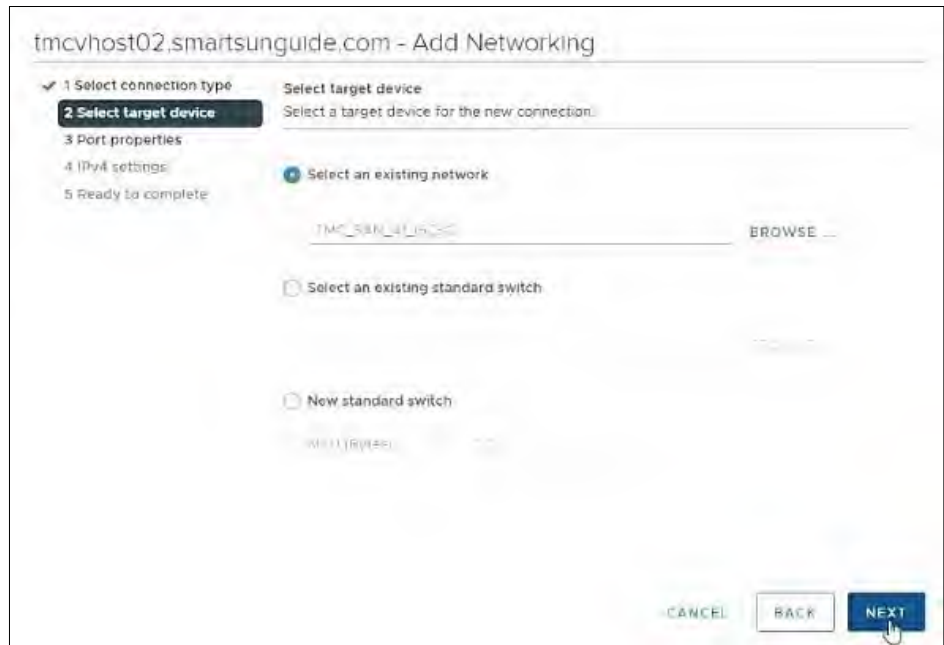 tmcvhost02.smartsunguide.com - Add Networking
1 Select connection type
2 Select target device
3 Port properties
4 IPv4 settings
5 Ready to complete
Select target device
Select a target device for the new connection.
Select an existing network
BROWSE ...
Select an existing standard switch
New standard switch
CANCEL
BACK
NEXT